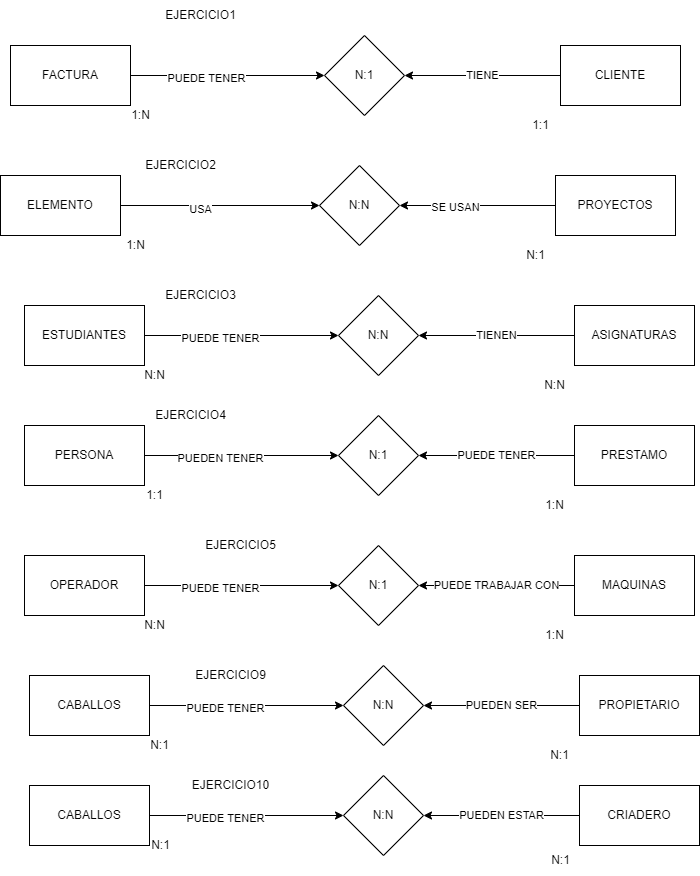 EJERCICIO1
FACTURA
PUEDE TENER
N:1
TIENE
CLIENTE
1:N
1:1
EJERCICIO2
ELEMENTO
USA
N:N
SE USAN
PROYECTOS
1:N
N:1
EJERCICIO3
ESTUDIANTES
PUEDE TENER
N:N
TIENEN
ASIGNATURAS
N:N
N:N
EJERCICIO4
PERSONA
PUEDEN TENER
N:1
PUEDE TENER
PRESTAMO
1:1
1:N
EJERCICIO5
OPERADOR
PUEDE TENER
N:1
PUEDE TRABAJAR CON
MAQUINAS
N:N
1:N
EJERCICIO9
CABALLOS
PUEDE TENER
N:N
PUEDEN SER
PROPIETARIO
N:1
N:1
EJERCICIO10
CABALLOS
PUEDE TENER
N:N
PUEDEN ESTAR
CRIADERO
N:1
N:1